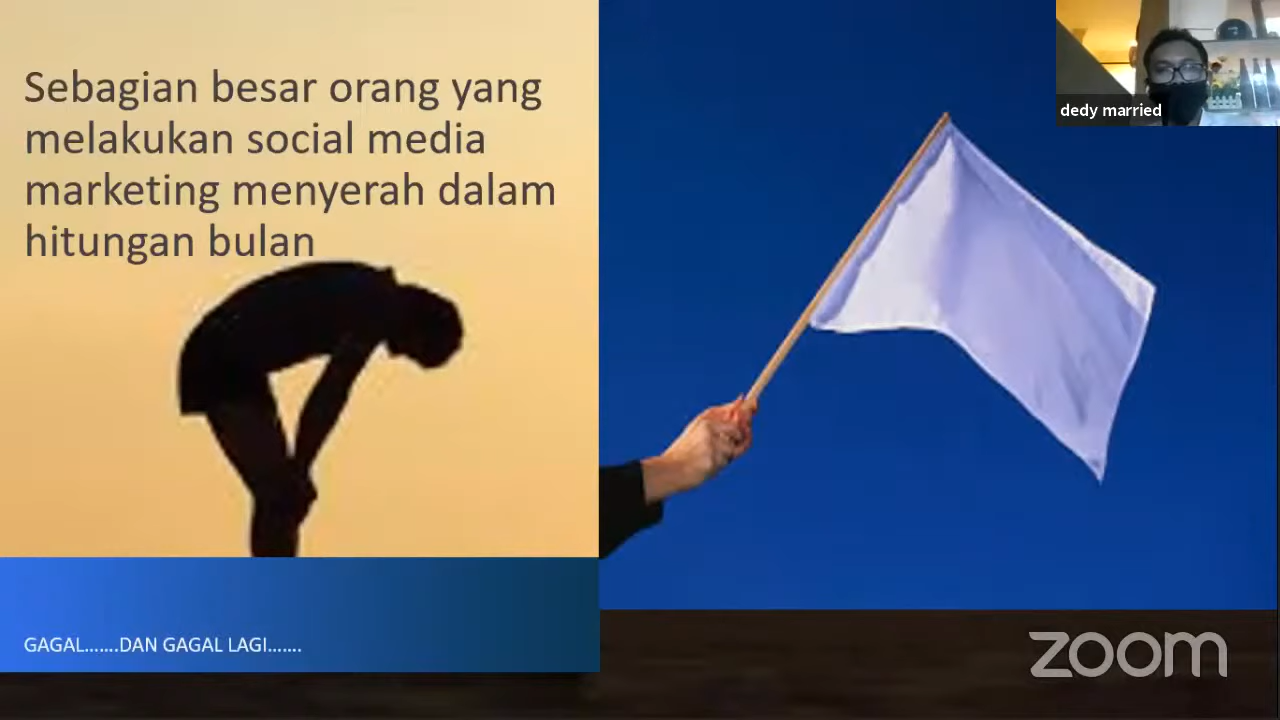 Sebagian besar orang yang
melakukan social media
marketing menyerah dalam
hitungan bulan
GAGAL.......DAN GAGAL LAGI.......
dedy married
zoom